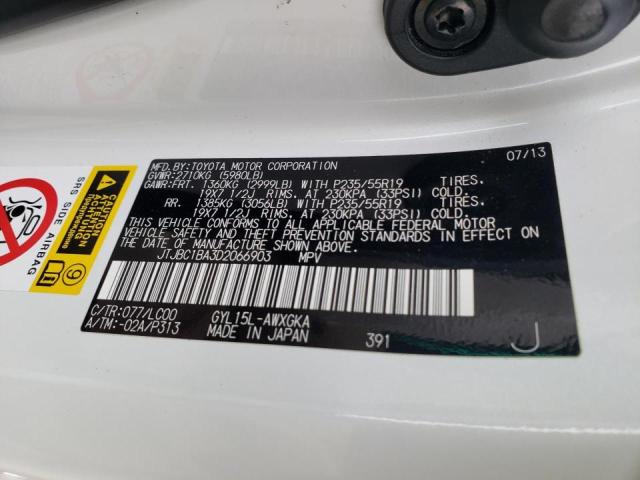 MFD.BY:TOYOTA MOTOR CORPORATION 07/13
GVWR:2710KG (5980LB)
GAWR:FRT. 1360KG (2999LB) WITH P235/55R19 TIRES.
19X7 1/2J RIMS. AT 230KPA (33PSI) COLD.
RR. 1385KG (3056LB) WITH P235/55R19 TIRES.
19X7 1/2J RIMS. AT 230KPA (33PSI) COLD.
THIS VEHICLE CONFORMS TO ALL APPLICABLE FEDERAL MOTOR
VEHICLE SAFETY AND THEFT PREVENTION STANDARDS IN EFFECT ON
THE DATE OF MANUFACTURE SHOWN ABOVE.
JTJBC1BA3D2066903 MPV
C/TR:077/LC00 GYL15L-AWXGKA
A/TM:-02A/P313 MADE IN JAPAN 391 J
SRS SIDE AIRBAG
CAUTION
ATTENTION
9